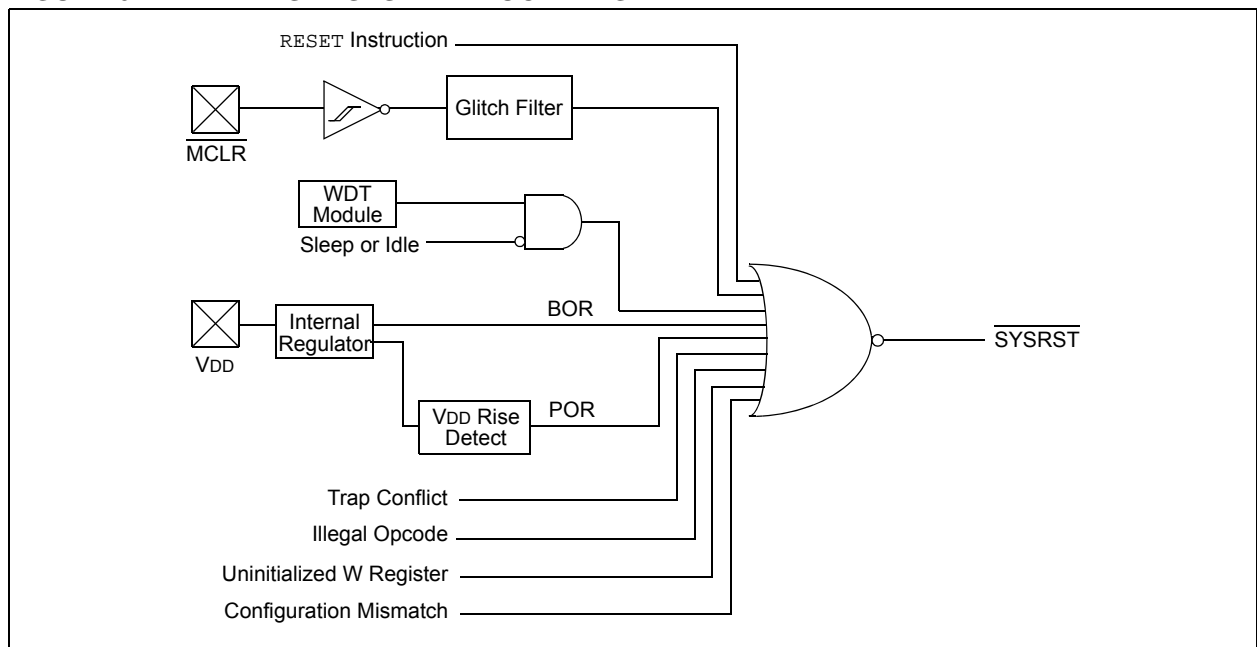 RESET Instruction
Glitch Filter
MCLR
WDT
Module
Sleep or Idle
BOR
Internal
Regulator
SYSRST
VDD
POR
VDD Rise
Detect
Trap Conflict
Illegal Opcode
Uninitialized W Register
Configuration Mismatch